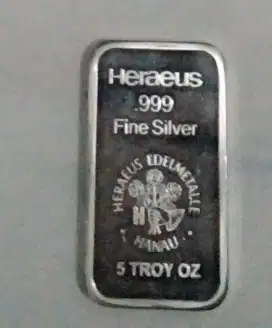 Heraeus
.999
Fine Silver
HERAEUS EDELMETALLE
HANAU
5 TROY OZ